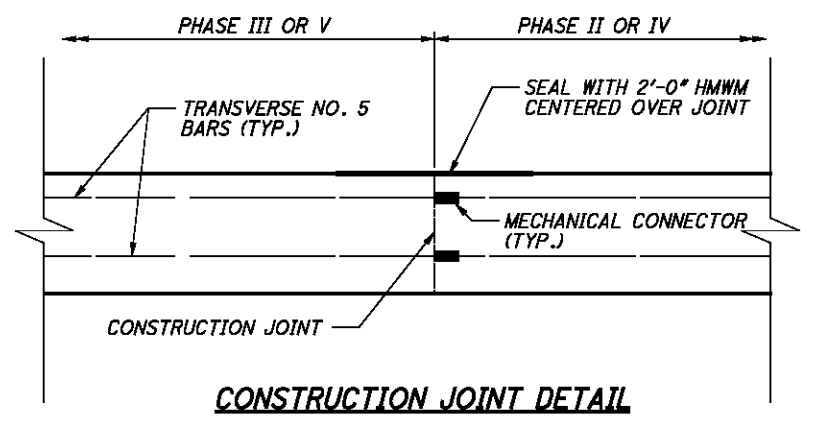 PHASE III OR V
PHASE II OR IV
SEAL WITH 2'-0" HMWM
CENTERED OVER JOINT
TRANSVERSE NO. 5
BARS (TYP.)
MECHANICAL CONNECTOR
(TYP.)
CONSTRUCTION JOINT
CONSTRUCTION JOINT DETAIL